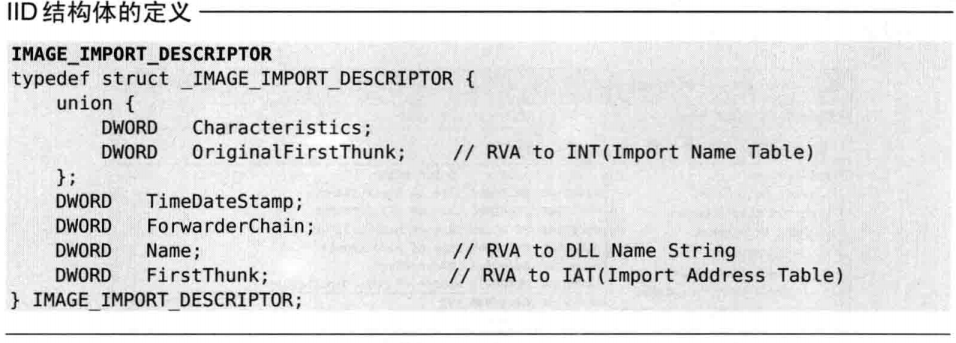 IID结构体的定义
IMAGE_IMPORT_DESCRIPTOR
typedef struct _IMAGE_IMPORT_DESCRIPTOR {
    union {
        DWORD   Characteristics;
        DWORD   OriginalFirstThunk;    // RVA to INT(Import Name Table)
    };
    DWORD   TimeDateStamp;
    DWORD   ForwarderChain;
    DWORD   Name;                      // RVA to DLL Name String
    DWORD   FirstThunk;                // RVA to IAT(Import Address Table)
} IMAGE_IMPORT_DESCRIPTOR;